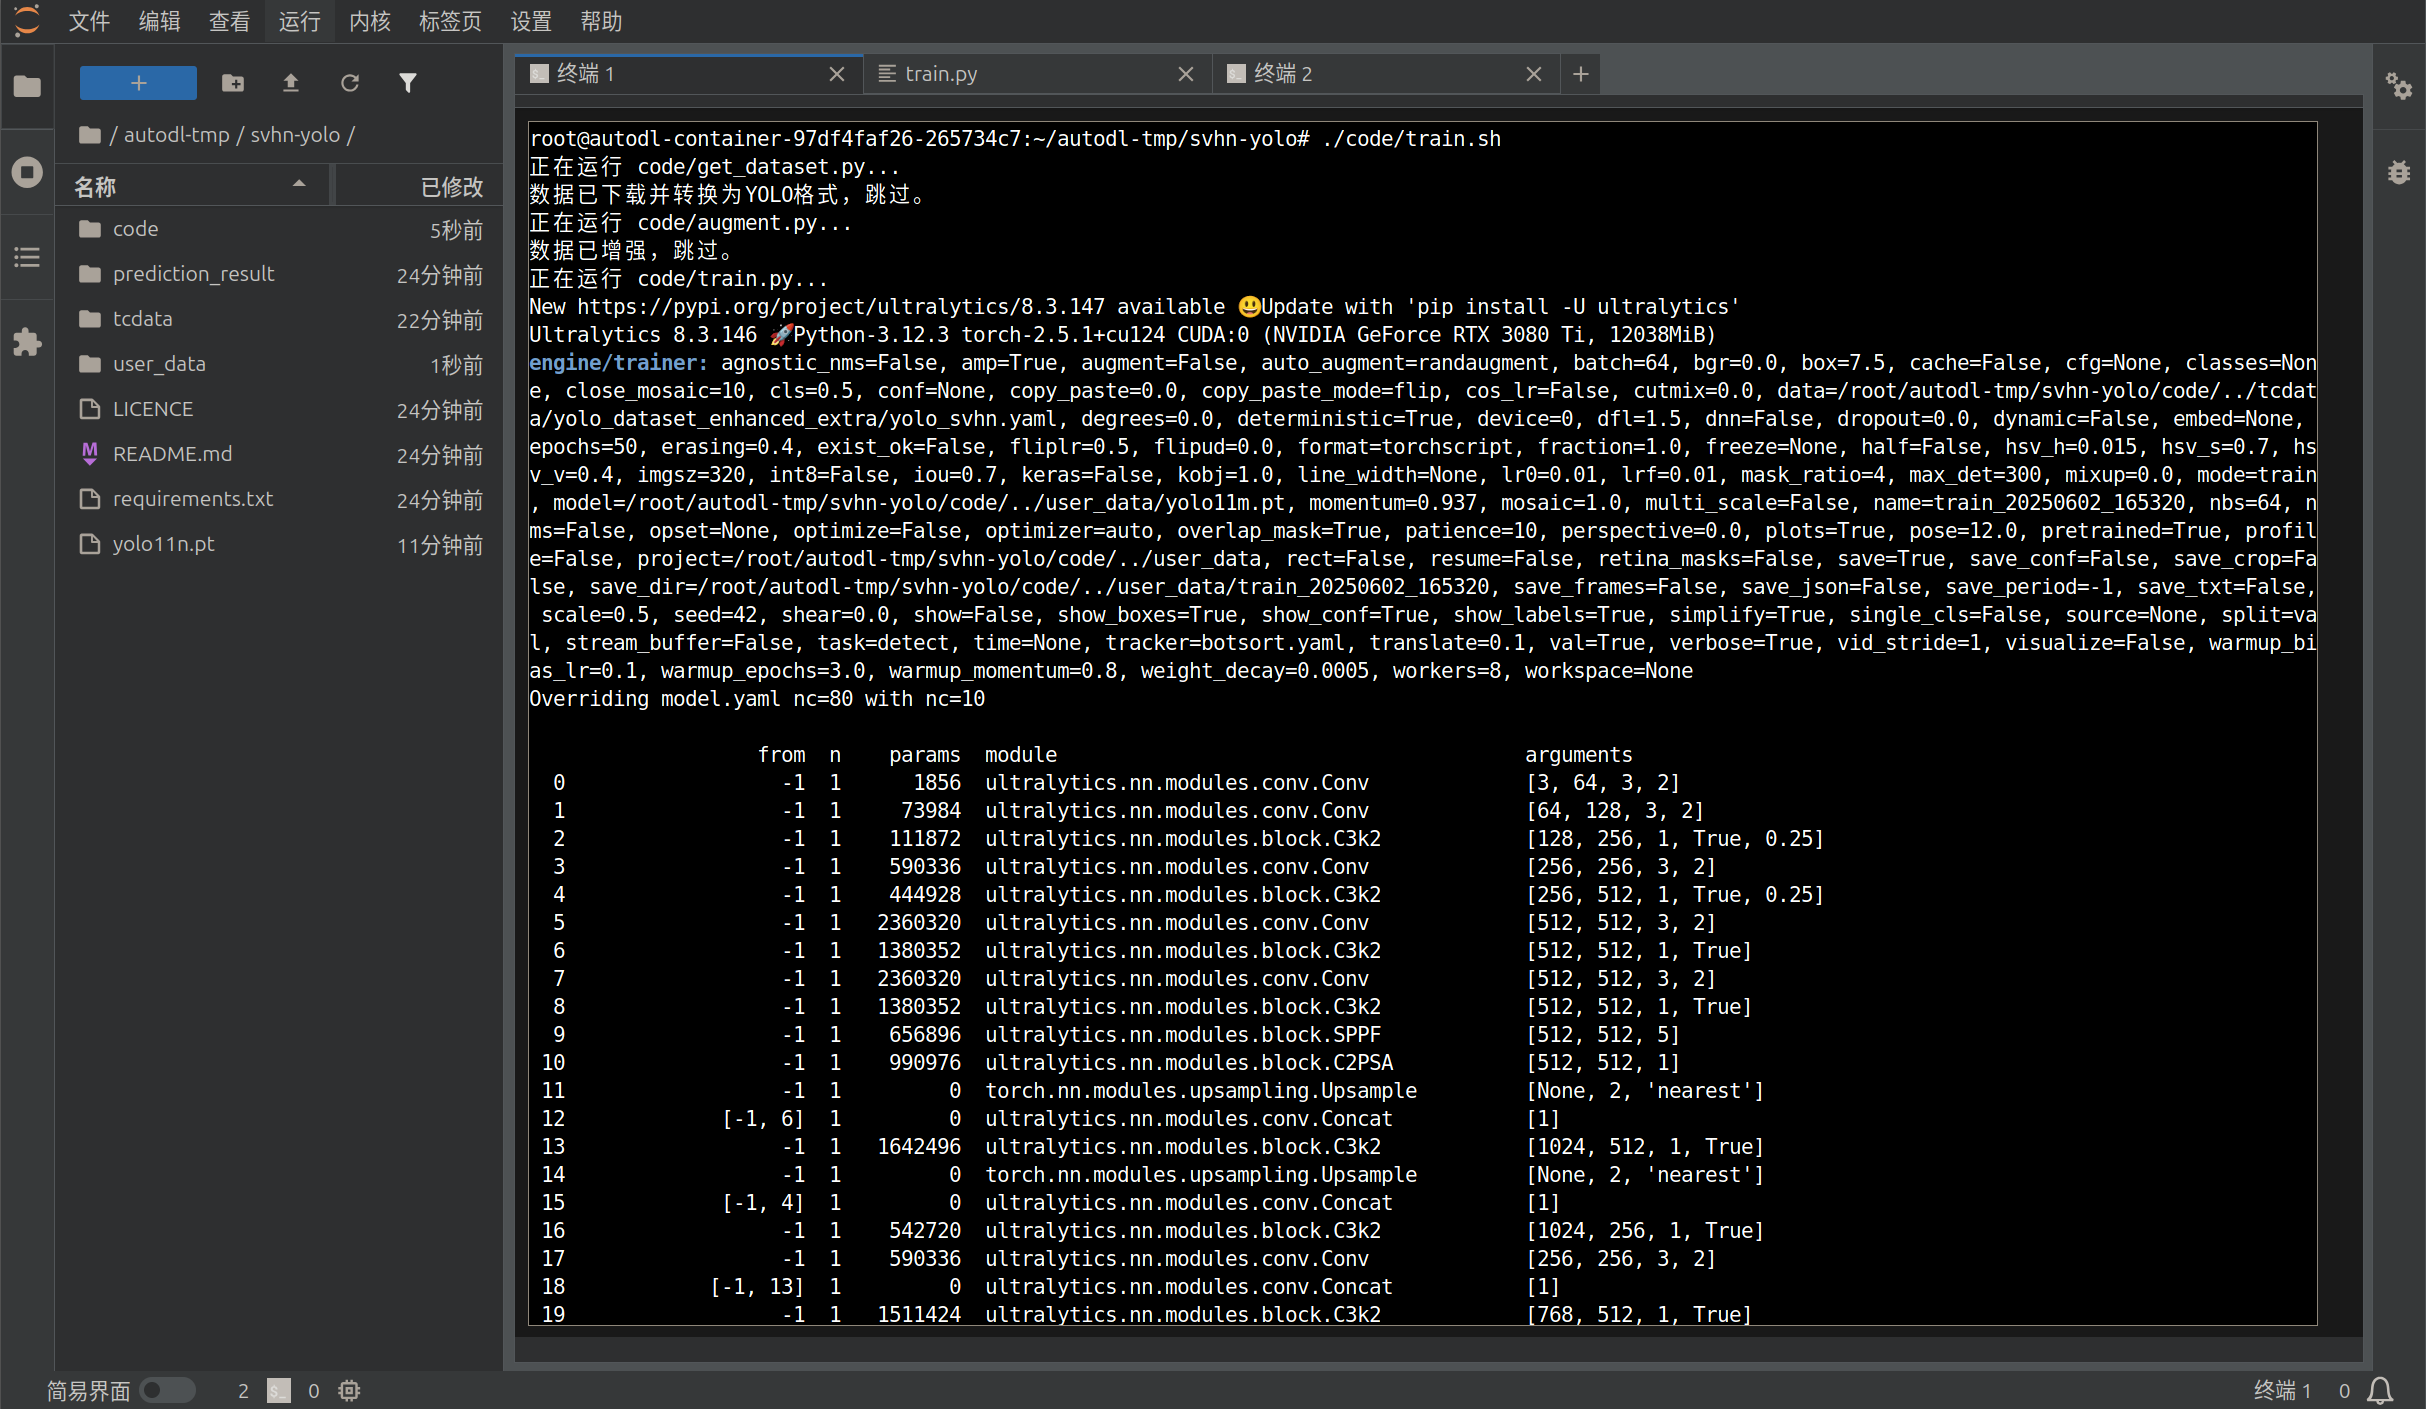 文件 编辑 查看 运行 内核 标签页 设置 帮助
+
/ autodl-tmp / svhn-yolo /
名称 已修改
code 5秒前
prediction_result 24分钟前
tcdata 22分钟前
user_data 1秒前
LICENCE 24分钟前
README.md 24分钟前
requirements.txt 24分钟前
yolo11n.pt 11分钟前
终端 1 train.py 终端 2
root@autodl-container-97df4faf26-265734c7:~/autodl-tmp/svhn-yolo# ./code/train.sh
正在运行 code/get_dataset.py...
数据已下载并转换为YOLO格式，跳过。
正在运行 code/augment.py...
数据已增强，跳过。
正在运行 code/train.py...
New https://pypi.org/project/ultralytics/8.3.147 available 😃Update with 'pip install -U ultralytics'
Ultralytics 8.3.146 🚀Python-3.12.3 torch-2.5.1+cu124 CUDA:0 (NVIDIA GeForce RTX 3080 Ti, 12038MiB)
engine/trainer: agnostic_nms=False, amp=True, augment=False, auto_augment=randaugment, batch=64, bgr=0.0, box=7.5, cache=False, cfg=None, classes=Non
e, close_mosaic=10, cls=0.5, conf=None, copy_paste=0.0, copy_paste_mode=flip, cos_lr=False, cutmix=0.0, data=/root/autodl-tmp/svhn-yolo/code/../tcdat
a/yolo_dataset_enhanced_extra/yolo_svhn.yaml, degrees=0.0, deterministic=True, device=0, dfl=1.5, dnn=False, dropout=0.0, dynamic=False, embed=None,
epochs=50, erasing=0.4, exist_ok=False, fliplr=0.5, flipud=0.0, format=torchscript, fraction=1.0, freeze=None, half=False, hsv_h=0.015, hsv_s=0.7, hs
v_v=0.4, imgsz=320, int8=False, iou=0.7, keras=False, kobj=1.0, line_width=None, lr0=0.01, lrf=0.01, mask_ratio=4, max_det=300, mixup=0.0, mode=train
, model=/root/autodl-tmp/svhn-yolo/code/../user_data/yolo11m.pt, momentum=0.937, mosaic=1.0, multi_scale=False, name=train_20250602_165320, nbs=64, n
ms=False, opset=None, optimize=False, optimizer=auto, overlap_mask=True, patience=10, perspective=0.0, plots=True, pose=12.0, pretrained=True, profil
e=False, project=/root/autodl-tmp/svhn-yolo/code/../user_data, rect=False, resume=False, retina_masks=False, save=True, save_conf=False, save_crop=Fa
lse, save_dir=/root/autodl-tmp/svhn-yolo/code/../user_data/train_20250602_165320, save_frames=False, save_json=False, save_period=-1, save_txt=False,
scale=0.5, seed=42, shear=0.0, show=False, show_boxes=True, show_conf=True, show_labels=True, simplify=True, single_cls=False, source=None, split=va
l, stream_buffer=False, task=detect, time=None, tracker=botsort.yaml, translate=0.1, val=True, verbose=True, vid_stride=1, visualize=False, warmup_bi
as_lr=0.1, warmup_epochs=3.0, warmup_momentum=0.8, weight_decay=0.0005, workers=8, workspace=None
Overriding model.yaml nc=80 with nc=10
from n params module arguments
0 -1 1 1856 ultralytics.nn.modules.conv.Conv [3, 64, 3, 2]
1 -1 1 73984 ultralytics.nn.modules.conv.Conv [64, 128, 3, 2]
2 -1 1 111872 ultralytics.nn.modules.block.C3k2 [128, 256, 1, True, 0.25]
3 -1 1 590336 ultralytics.nn.modules.conv.Conv [256, 256, 3, 2]
4 -1 1 444928 ultralytics.nn.modules.block.C3k2 [256, 512, 1, True, 0.25]
5 -1 1 2360320 ultralytics.nn.modules.conv.Conv [512, 512, 3, 2]
6 -1 1 1380352 ultralytics.nn.modules.block.C3k2 [512, 512, 1, True]
7 -1 1 2360320 ultralytics.nn.modules.conv.Conv [512, 512, 3, 2]
8 -1 1 1380352 ultralytics.nn.modules.block.C3k2 [512, 512, 1, True]
9 -1 1 656896 ultralytics.nn.modules.block.SPPF [512, 512, 5]
10 -1 1 990976 ultralytics.nn.modules.block.C2PSA [512, 512, 1]
11 -1 1 0 torch.nn.modules.upsampling.Upsample [None, 2, 'nearest']
12 [-1, 6] 1 0 ultralytics.nn.modules.conv.Concat [1]
13 -1 1 1642496 ultralytics.nn.modules.block.C3k2 [1024, 512, 1, True]
14 -1 1 0 torch.nn.modules.upsampling.Upsample [None, 2, 'nearest']
15 [-1, 4] 1 0 ultralytics.nn.modules.conv.Concat [1]
16 -1 1 542720 ultralytics.nn.modules.block.C3k2 [1024, 256, 1, True]
17 -1 1 590336 ultralytics.nn.modules.conv.Conv [256, 256, 3, 2]
18 [-1, 13] 1 0 ultralytics.nn.modules.conv.Concat [1]
19 -1 1 1511424 ultralytics.nn.modules.block.C3k2 [768, 512, 1, True]
简易界面 2 0 终端 1 0